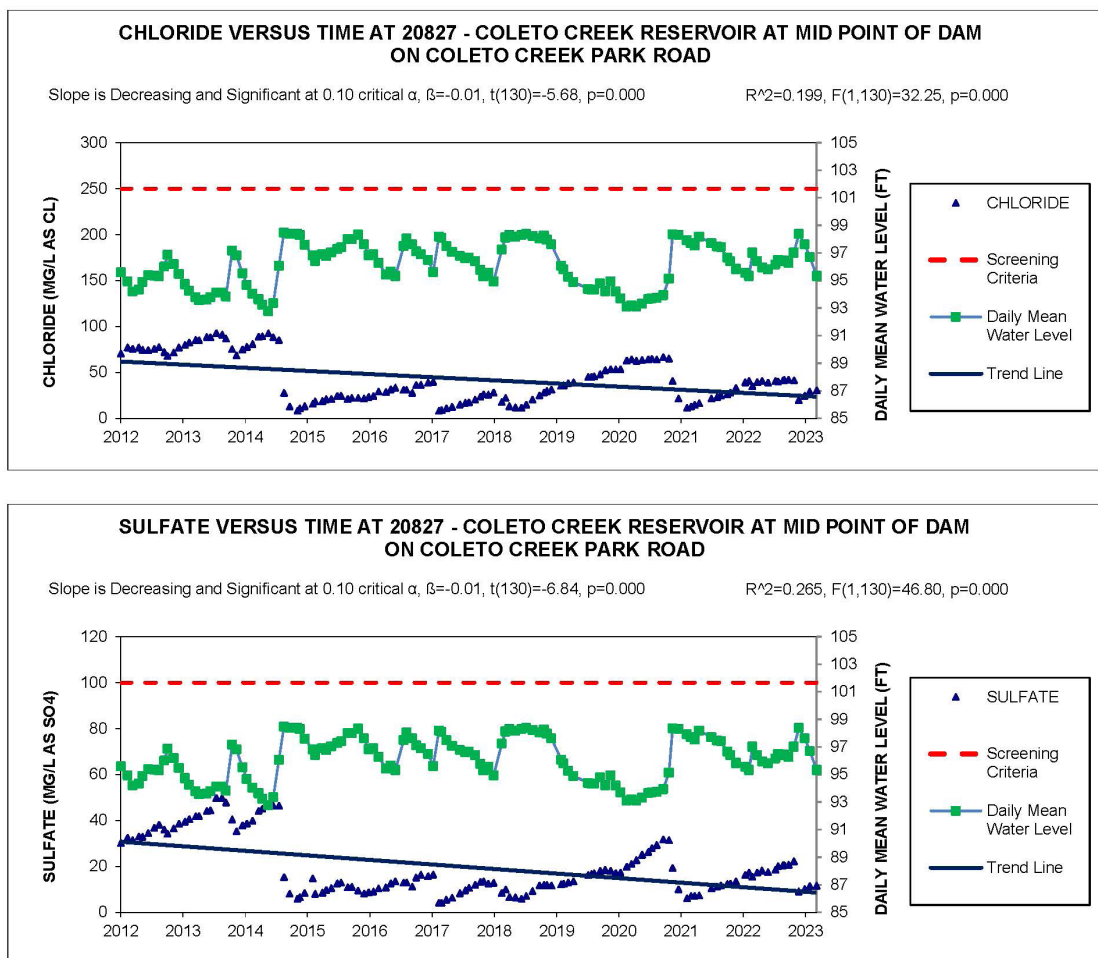 CHLORIDE VERSUS TIME AT 20827 - COLETO CREEK RESERVOIR AT MID POINT OF DAM
ON COLETO CREEK PARK ROAD
Slope is Decreasing and Significant at 0.10 critical α, ß=-0.01, t(130)=-5.68, p=0.000
R^2=0.199, F(1,130)=32.25, p=0.000
CHLORIDE (MG/L AS CL)
300
250
200
150
100
50
0
105
103
101
99
97
95
93
91
89
87
85
DAILY MEAN WATER LEVEL (FT)
2012 2013 2014 2015 2016 2017 2018 2019 2020 2021 2022 2023
CHLORIDE
Screening
Criteria
Daily Mean
Water Level
Trend Line
SULFATE VERSUS TIME AT 20827 - COLETO CREEK RESERVOIR AT MID POINT OF DAM
ON COLETO CREEK PARK ROAD
Slope is Decreasing and Significant at 0.10 critical α, ß=-0.01, t(130)=-6.84, p=0.000
R^2=0.265, F(1,130)=46.80, p=0.000
SULFATE (MG/L AS SO4)
120
100
80
60
40
20
0
105
103
101
99
97
95
93
91
89
87
85
DAILY MEAN WATER LEVEL (FT)
2012 2013 2014 2015 2016 2017 2018 2019 2020 2021 2022 2023
SULFATE
Screening
Criteria
Daily Mean
Water Level
Trend Line